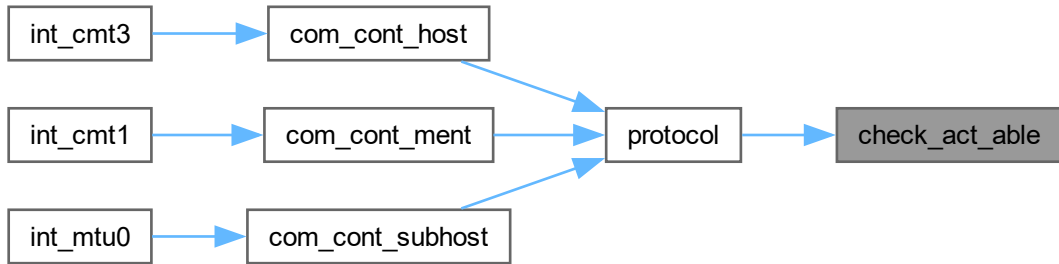 int_cmt3
com_cont_host
int_cmt1
com_cont_ment
protocol
check_act_able
int_mtu0
com_cont_subhost